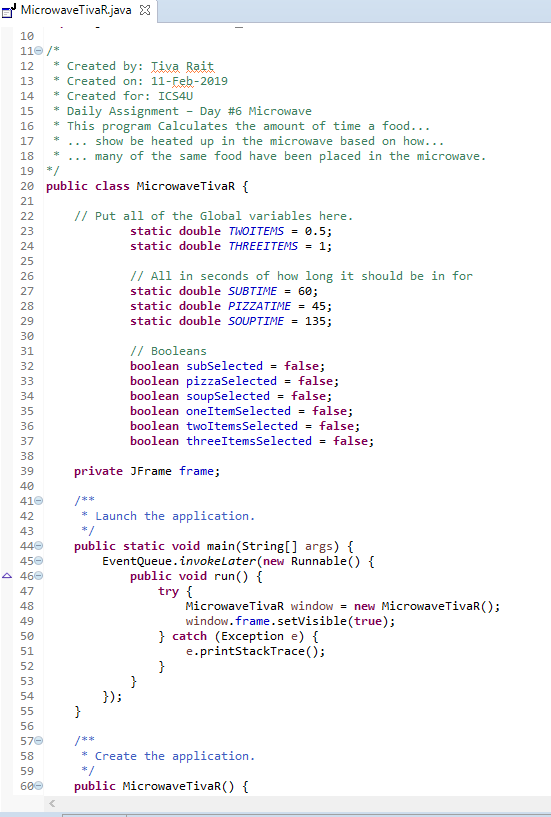 MicrowaveTivaR.java
10
11 /*
12 * Created by: Tiva Rait
13 * Created on: 11-Feb-2019
14 * Created for: ICS4U
15 * Daily Assignment – Day #6 Microwave
16 * This program Calculates the amount of time a food...
17 * ... show be heated up in the microwave based on how...
18 * ... many of the same food have been placed in the microwave.
19 */
20 public class MicrowaveTivaR {
21
22 // Put all of the Global variables here.
23 static double TWOITEMS = 0.5;
24 static double THREEITEMS = 1;
25
26 // All in seconds of how long it should be in for
27 static double SUBTIME = 60;
28 static double PIZZATIME = 45;
29 static double SOUPTIME = 135;
30
31 // Booleans
32 boolean subSelected = false;
33 boolean pizzaSelected = false;
34 boolean soupSelected = false;
35 boolean oneItemSelected = false;
36 boolean twoItemsSelected = false;
37 boolean threeItemsSelected = false;
38
39 private JFrame frame;
40
41 /**
42 * Launch the application.
43 */
44 public static void main(String[] args) {
45 EventQueue.invokeLater(new Runnable() {
46 public void run() {
47 try {
48 MicrowaveTivaR window = new MicrowaveTivaR();
49 window.frame.setVisible(true);
50 } catch (Exception e) {
51 e.printStackTrace();
52 }
53 }
54 });
55 }
56
57 /**
58 * Create the application.
59 */
60 public MicrowaveTivaR() {